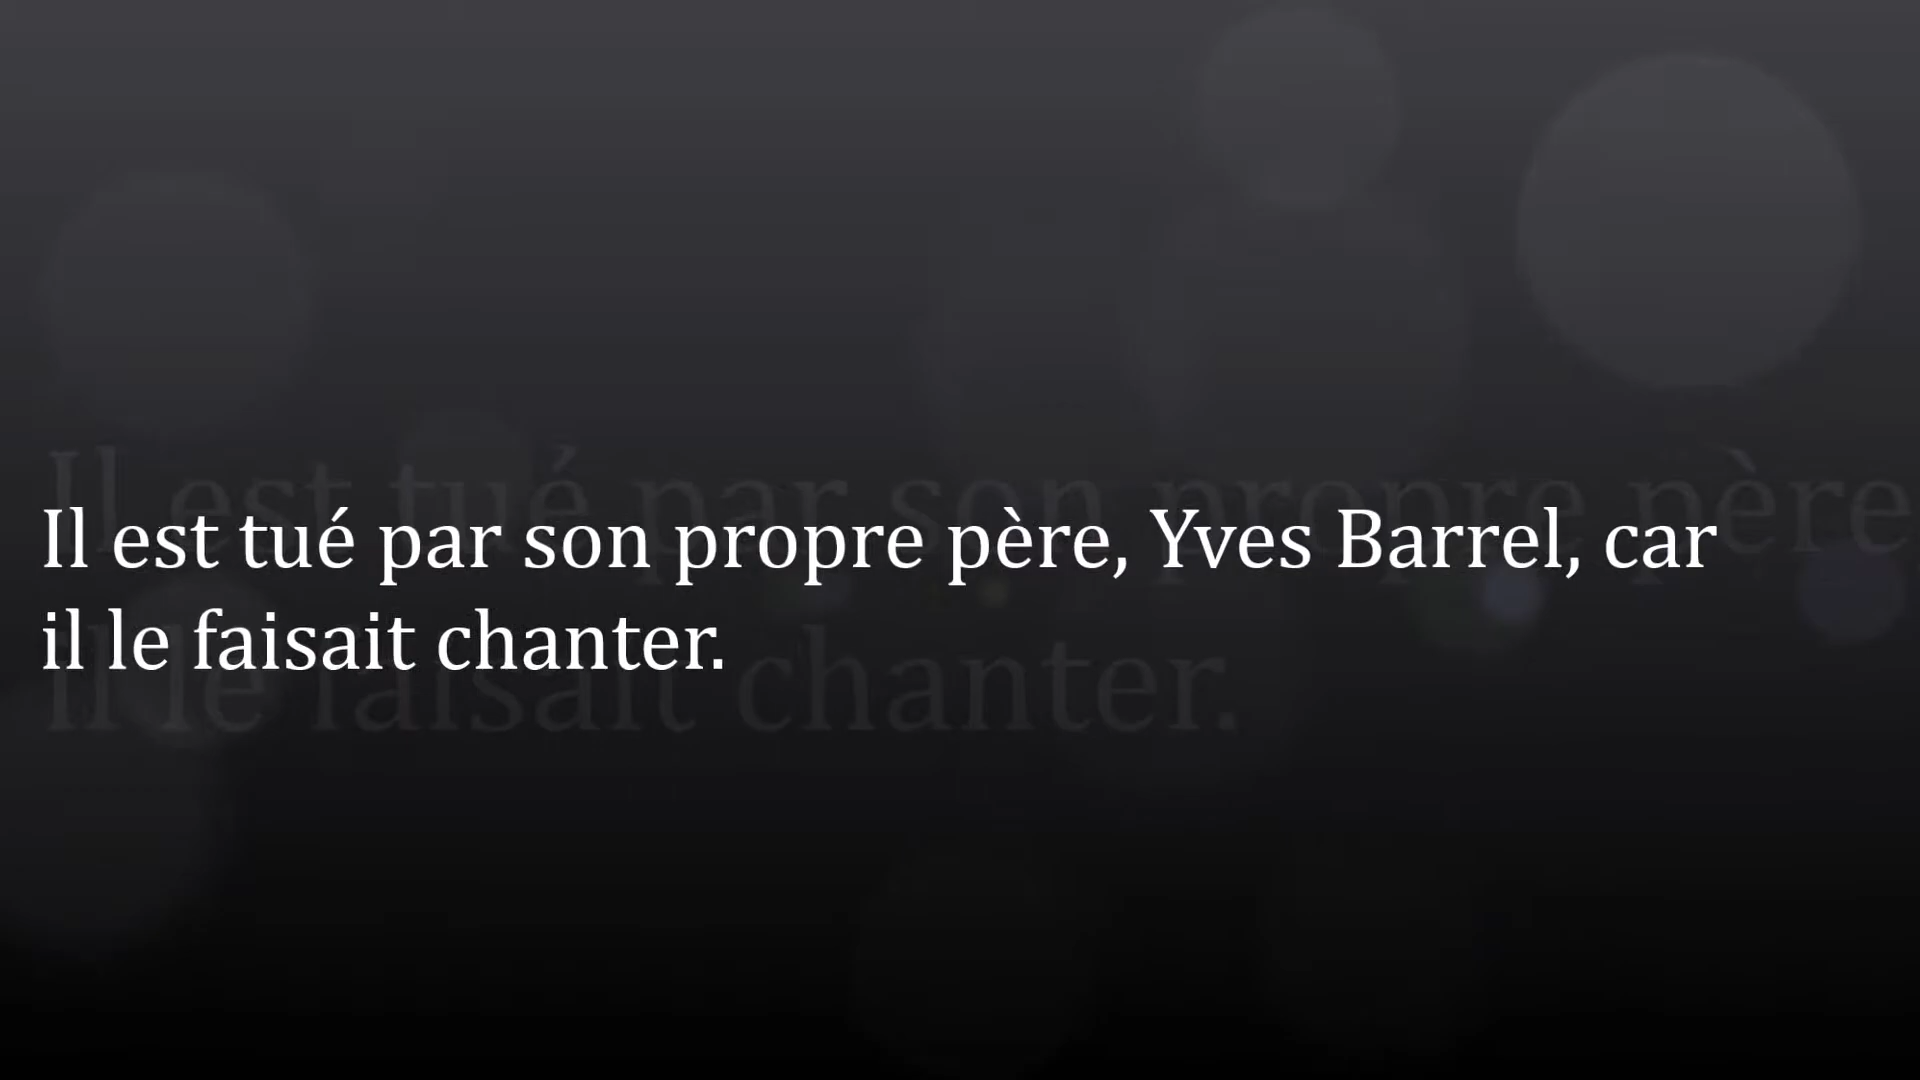 Il est tué par son propre père, Yves Barrel, car
il le faisait chanter.